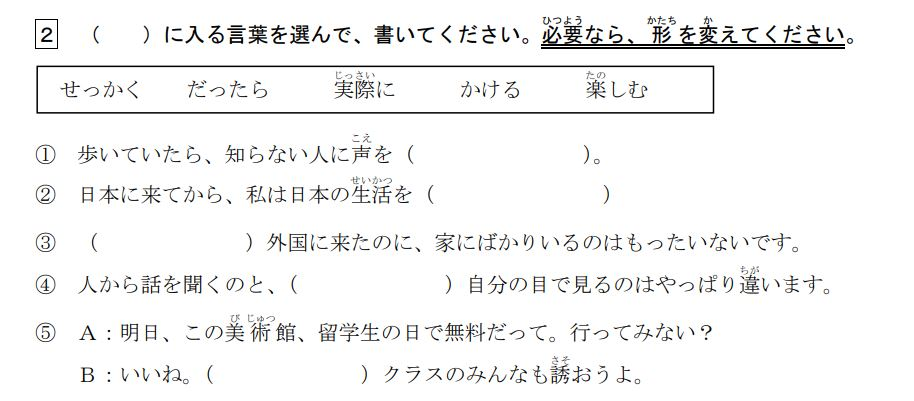 2 （　　）に入る言葉を選んで、書いてください。必要なら、形を変えてください。
せっかく　だったら　実際に　かける　楽しむ
① 歩いていたら、知らない人に声を（　　　　　　　　）。
② 日本に来てから、私は日本の生活を（　　　　　　　　）
③ （　　　　　　　　）外国に来たのに、家にばかりいるのはもったいないです。
④ 人から話を聞くのと、（　　　　　　　　）自分の目で見るのはやっぱり違います。
⑤ A：明日、この美術館、留学生の日で無料だって。行ってみない？
B：いいね。（　　　　　　　　）クラスのみんなも誘おうよ。